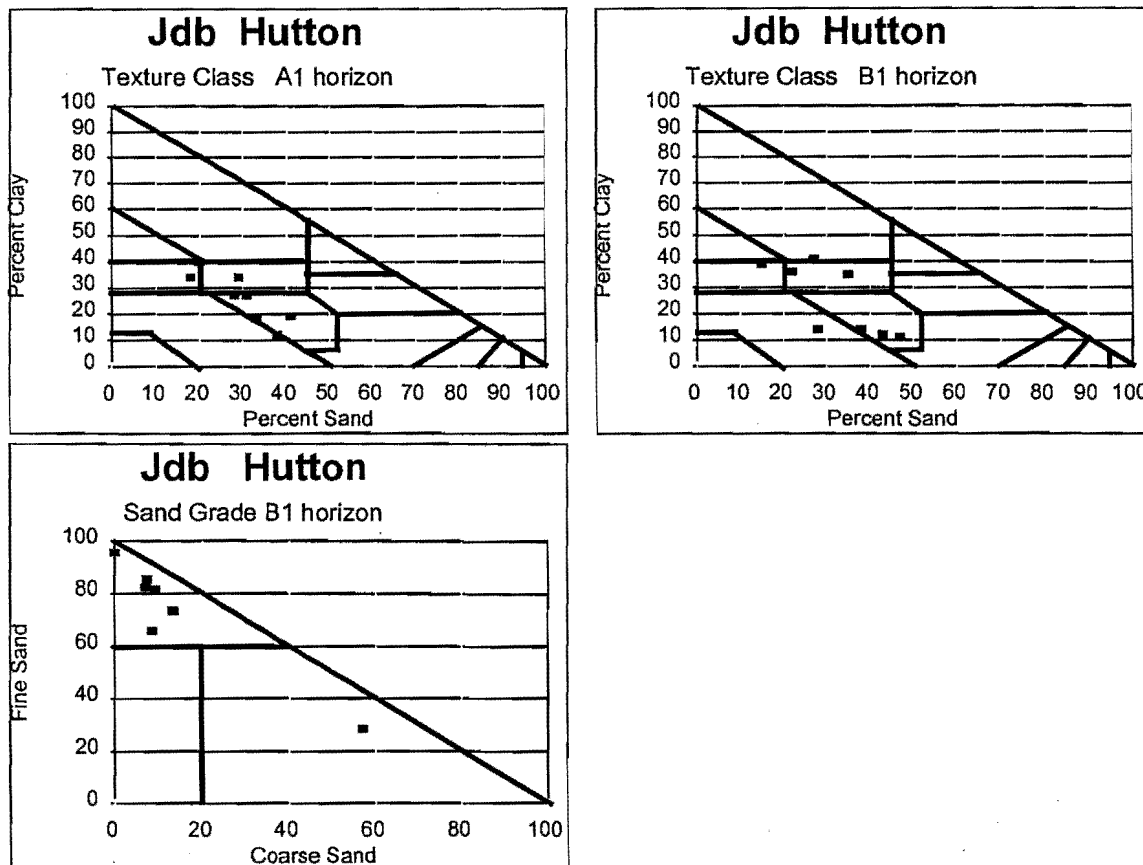 Jdb Hutton
Texture Class A1 horizon
Percent Clay
100
90
80
70
60
50
40
30
20
10
0
0 10 20 30 40 50 60 70 80 90 100
Percent Sand
Jdb Hutton
Texture Class B1 horizon
Percent Clay
100
90
80
70
60
50
40
30
20
10
0
0 10 20 30 40 50 60 70 80 90 100
Percent Sand
Jdb Hutton
Sand Grade B1 horizon
Fine Sand
100
80
60
40
20
0
0 20 40 60 80 100
Coarse Sand